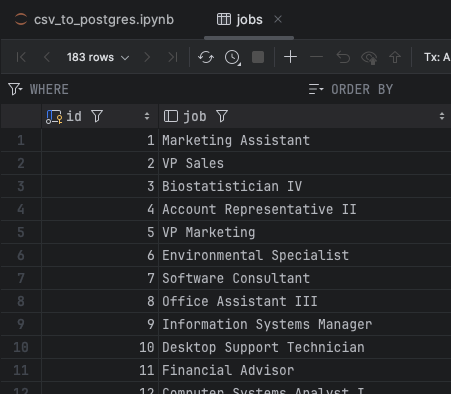 csv_to_postgres.ipynb jobs
183 rows Tx: A
WHERE ORDER BY
id job
1 1 Marketing Assistant
2 2 VP Sales
3 3 Biostatistician IV
4 4 Account Representative II
5 5 VP Marketing
6 6 Environmental Specialist
7 7 Software Consultant
8 8 Office Assistant III
9 9 Information Systems Manager
10 10 Desktop Support Technician
11 11 Financial Advisor
12 Computer Systems Analyst I